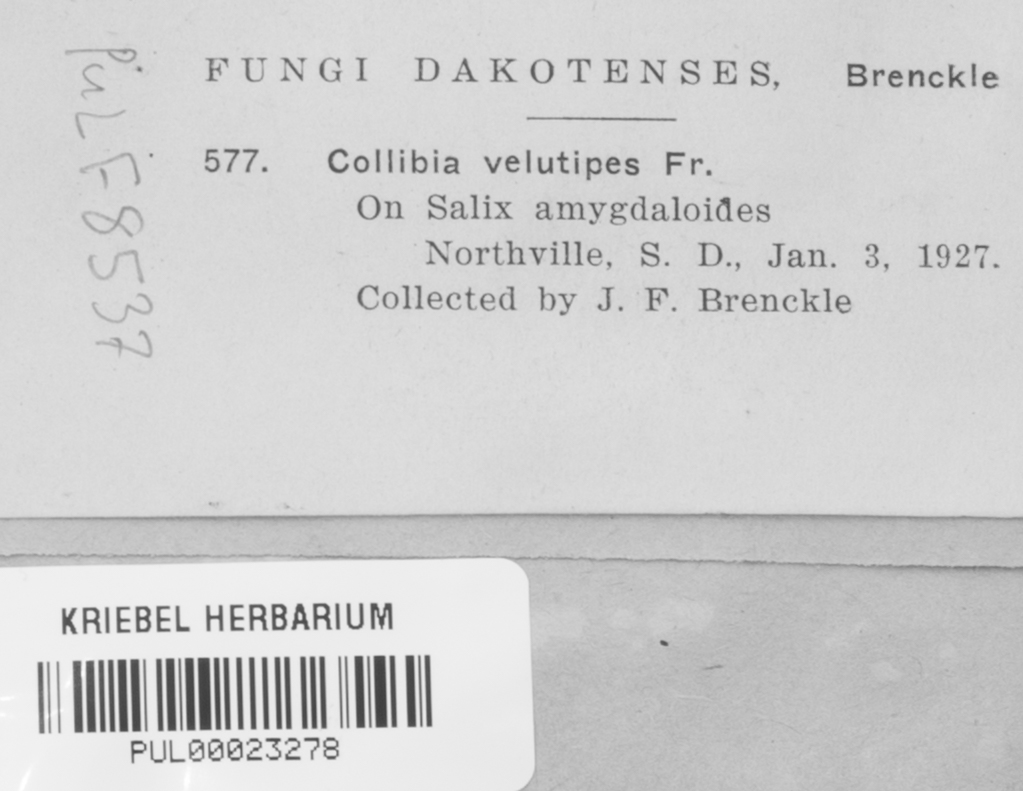 FUNGI DAKOTENSES, Brenckle
577. Collibia velutipes Fr.
On Salix amygdaloides
Northville, S. D., Jan. 3, 1927.
Collected by J. F. Brenckle
PUL F8537
KRIEBEL HERBARIUM
PUL00023278